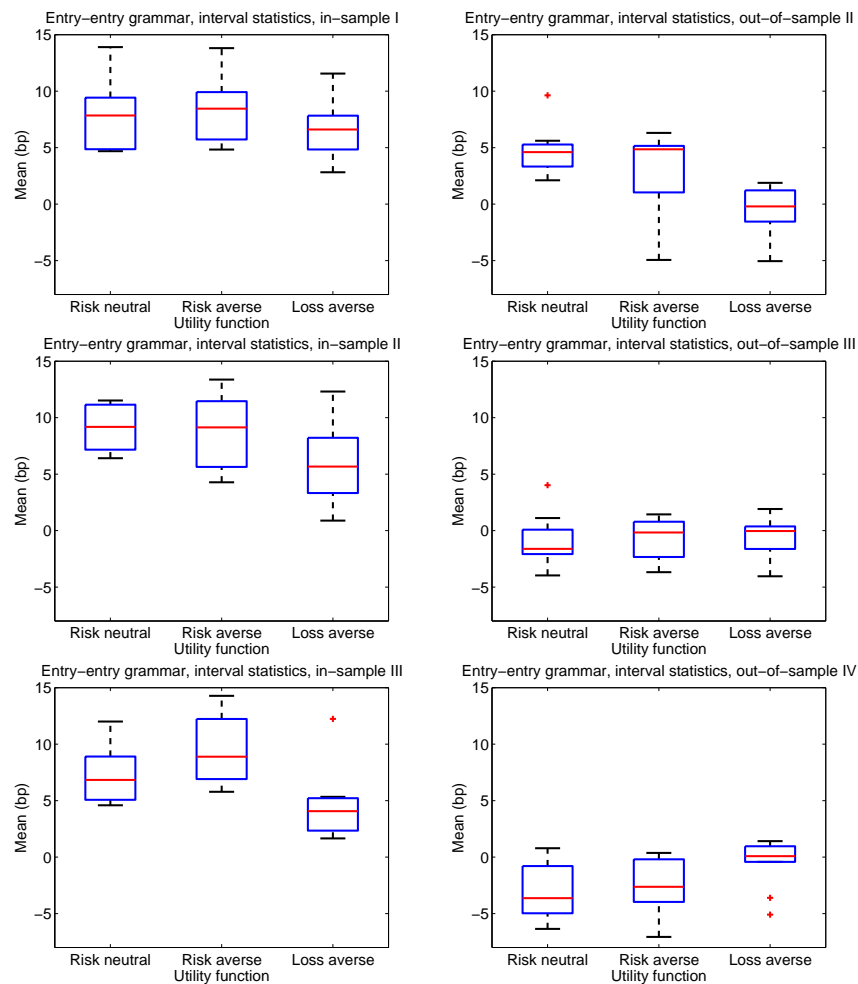 Entry−entry grammar, interval statistics, in−sample I
15
10
5
0
−5
Mean (bp)
Risk neutral Risk averse Loss averse
Utility function
Entry−entry grammar, interval statistics, out−of−sample II
15
10
5
0
−5
Mean (bp)
Risk neutral Risk averse Loss averse
Utility function
Entry−entry grammar, interval statistics, in−sample II
15
10
5
0
−5
Mean (bp)
Risk neutral Risk averse Loss averse
Utility function
Entry−entry grammar, interval statistics, out−of−sample III
15
10
5
0
−5
Mean (bp)
Risk neutral Risk averse Loss averse
Utility function
Entry−entry grammar, interval statistics, in−sample III
15
10
5
0
−5
Mean (bp)
Risk neutral Risk averse Loss averse
Utility function
Entry−entry grammar, interval statistics, out−of−sample IV
15
10
5
0
−5
Mean (bp)
Risk neutral Risk averse Loss averse
Utility function